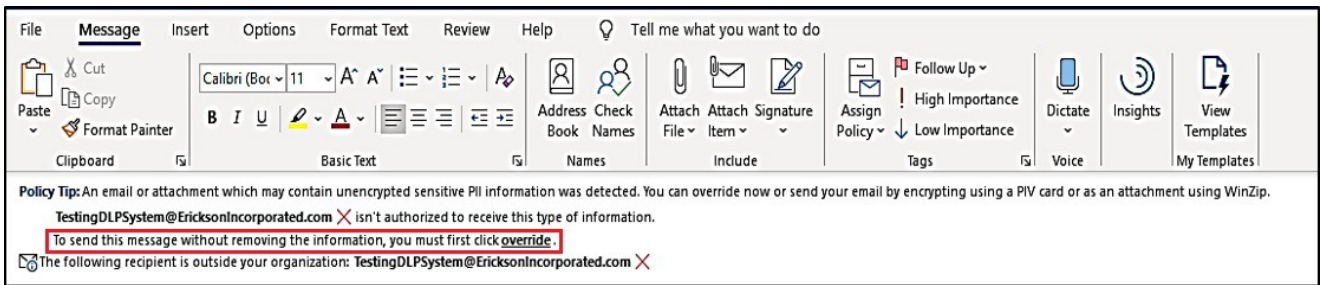 File Message Insert Options Format Text Review Help Tell me what you want to do
Cut
Copy
Paste
Format Painter
Clipboard
Calibri (Boc 11 A A A
B I U A
Basic Text
Address Book
Check Names
Names
Attach File
Attach Item
Signature
Include
Assign Policy
Follow Up
High Importance
Low Importance
Tags
Dictate
Voice
Insights
View Templates
My Templates
Policy Tip: An email or attachment which may contain unencrypted sensitive PII information was detected. You can override now or send your email by encrypting using a PIV card or as an attachment using WinZip.
TestingDLPSystem@EricksonIncorporated.com isn't authorized to receive this type of information.
To send this message without removing the information, you must first click override .
The following recipient is outside your organization: TestingDLPSystem@EricksonIncorporated.com